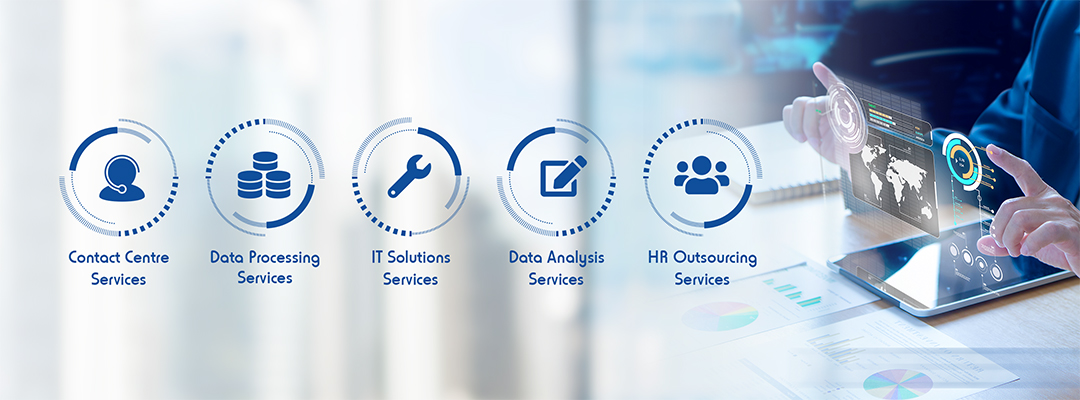 Contact Centre
Services
Data Processing
Services
IT Solutions
Services
Data Analysis
Services
HR Outsourcing
Services